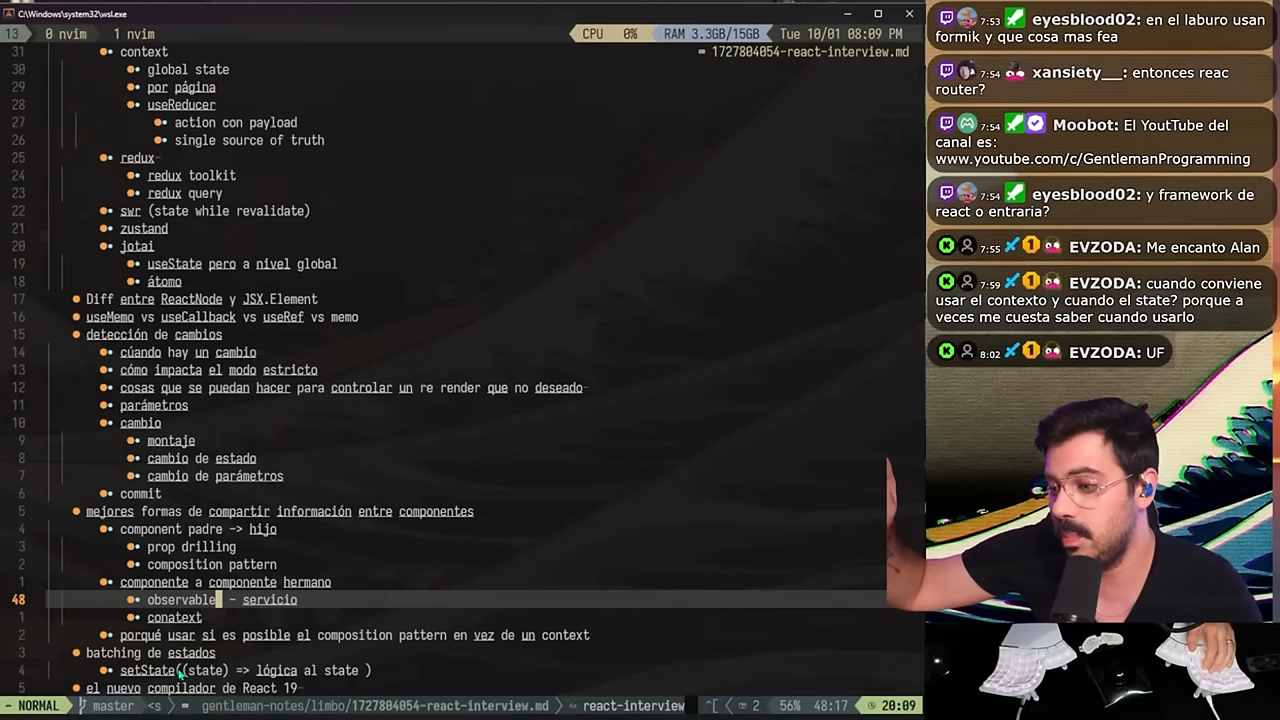 C:\Windows\system32\wsl.exe
13 0 nvim 1 nvim CPU 0% RAM 3.3GB/15GB Tue 10/01 08:09 PM
1727804054-react-interview.md
31 context
30 global state
29 por página
28 useReducer
27 action con payload
26 single source of truth
25 redux
24 redux toolkit
23 redux query
22 swr (state while revalidate)
21 zustand
20 jotai
19 useState pero a nivel global
18 átomo
17 Diff entre ReactNode y JSX.Element
16 useMemo vs useCallback vs useRef vs memo
15 detección de cambios
14 cúando hay un cambio
13 cómo impacta el modo estricto
12 cosas que se puedan hacer para controlar un re render que no deseado
11 parámetros
10 cambio
9 montaje
8 cambio de estado
7 cambio de parámetros
6 commit
5 mejores formas de compartir información entre componentes
4 component padre -> hijo
3 prop drilling
2 composition pattern
1 componente a componente hermano
48 observable - servicio
1 conatext
2 porqué usar si es posible el composition pattern en vez de un context
3 batching de estados
4 setState((state) => lógica al state )
5 el nuevo compilador de React 19
~ NORMAL master <s> gentleman-notes/limbo/1727804054-react-interview.md > react-interview ^[ 2 56% 48:17 20:09
7:53 eyesblood02: en el laburo usan
formik y que cosa mas fea
7:54 xansiety__: entonces reac
router?
7:54 Moobot: El YoutTube del
canal es:
www.youtube.com/c/GentlemanProgramming
7:54 eyesblood02: y framework de
react o entraria?
7:55 EVZODA: Me encanto Alan
7:59 EVZODA: cuando conviene
usar el contexto y cuando el state? porque a
veces me cuesta saber cuando usarlo
8:02 EVZODA: UF